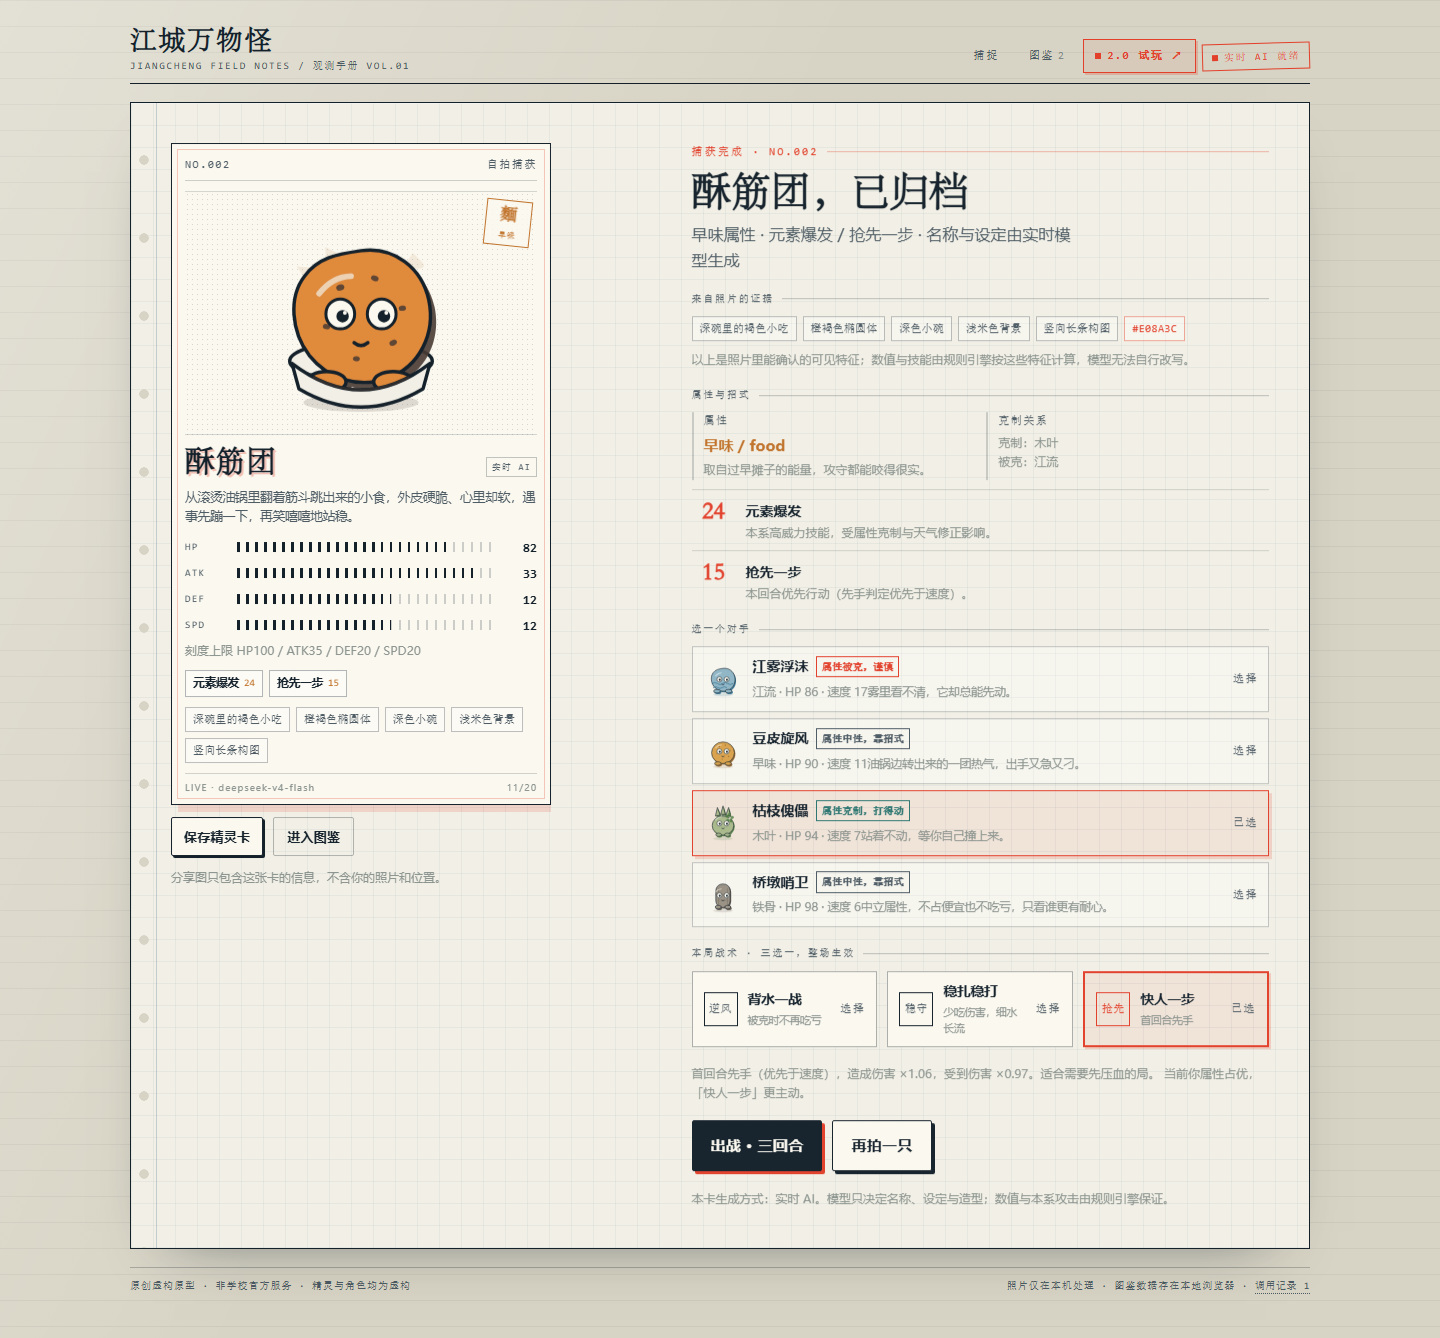 江城万物怪
JIANGCHENG FIELD NOTES / 观测手册 VOL.01
捕捉
图鉴 2
2.0 试玩 ↗
实时 AI 就绪
NO.002
自拍捕获
早味
酥筋团
实时 AI
从滚烫油锅里翻着筋斗跳出来的小食，外皮硬脆、心里却软，遇
事先蹦一下，再笑嘻嘻地站稳。
HP 82
ATK 33
DEF 12
SPD 12
刻度上限 HP100 / ATK35 / DEF20 / SPD20
元素爆发 24
抢先一步 15
深碗里的褐色小吃
橙褐色椭圆体
深色小碗
浅米色背景
竖向长条构图
LIVE · deepseek-v4-flash
11/20
保存精灵卡
进入图鉴
分享图只包含这张卡的信息，不含你的照片和位置。
捕获完成 · NO.002
酥筋团，已归档
早味属性 · 元素爆发 / 抢先一步 · 名称与设定由实时模
型生成
来自照片的证据
深碗里的褐色小吃
橙褐色椭圆体
深色小碗
浅米色背景
竖向长条构图
#E08A3C
以上是照片里能确认的可见特征；数值与技能由规则引擎按这些特征计算，模型无法自行改写。
属性与招式
属性
早味 / food
取自过早摊子的能量，攻守都能咬得很实。
克制关系
克制：木叶
被克：江流
24 元素爆发
本系高威力技能，受属性克制与天气修正影响。
15 抢先一步
本回合优先行动（先手判定优先于速度）。
选一个对手
江雾浮沫 属性被克，谨慎
江流 · HP 86 · 速度 17雾里看不清，它却总能先动。
选择
豆皮旋风 属性中性，靠招式
早味 · HP 90 · 速度 11油锅边转出来的一团热气，出手又急又刁。
选择
枯枝傀儡 属性克制，打得动
木叶 · HP 94 · 速度 7站着不动，等你自己撞上来。
已选
桥墩哨卫 属性中性，靠招式
铁骨 · HP 98 · 速度 6中立属性，不占便宜也不吃亏，只看谁更有耐心。
选择
本局战术 · 三选一，整场生效
逆风
背水一战
被克时不再吃亏
选择
稳守
稳扎稳打
少吃伤害，细水
长流
选择
抢先
快人一步
首回合先手
已选
首回合先手（优先于速度），造成伤害 ×1.06，受到伤害 ×0.97。适合需要先压血的局。 当前你属性占优，
「快人一步」更主动。
出战 · 三回合
再拍一只
本卡生成方式：实时 AI。模型只决定名称、设定与造型；数值与本系攻击由规则引擎保证。
原创虚构原型 · 非学校官方服务 · 精灵与角色均为虚构
照片仅在本机处理 · 图鉴数据存在本地浏览器 · 调用记录 1